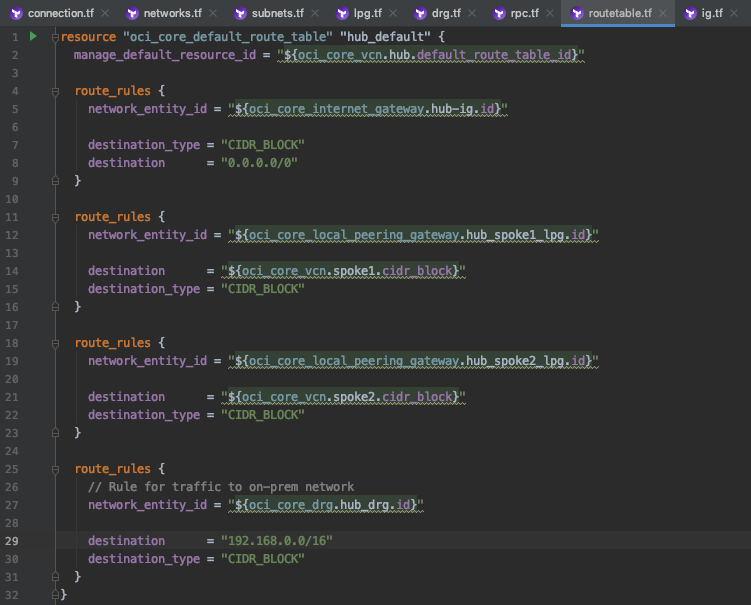 connection.tf networks.tf subnets.tf lpg.tf drg.tf rpc.tf routetable.tf ig.tf
1 resource "oci_core_default_route_table" "hub_default" {
2 manage_default_resource_id = "${oci_core_vcn.hub.default_route_table_id}"
3
4 route_rules {
5 network_entity_id = "${oci_core_internet_gateway.hub-ig.id}"
6
7 destination_type = "CIDR_BLOCK"
8 destination = "0.0.0.0/0"
9 }
10
11 route_rules {
12 network_entity_id = "${oci_core_local_peering_gateway.hub_spoke1_lpg.id}"
13
14 destination = "${oci_core_vcn.spoke1.cidr_block}"
15 destination_type = "CIDR_BLOCK"
16 }
17
18 route_rules {
19 network_entity_id = "${oci_core_local_peering_gateway.hub_spoke2_lpg.id}"
20
21 destination = "${oci_core_vcn.spoke2.cidr_block}"
22 destination_type = "CIDR_BLOCK"
23 }
24
25 route_rules {
26 // Rule for traffic to on-prem network
27 network_entity_id = "${oci_core_drg.hub_drg.id}"
28
29 destination = "192.168.0.0/16"
30 destination_type = "CIDR_BLOCK"
31 }
32 }